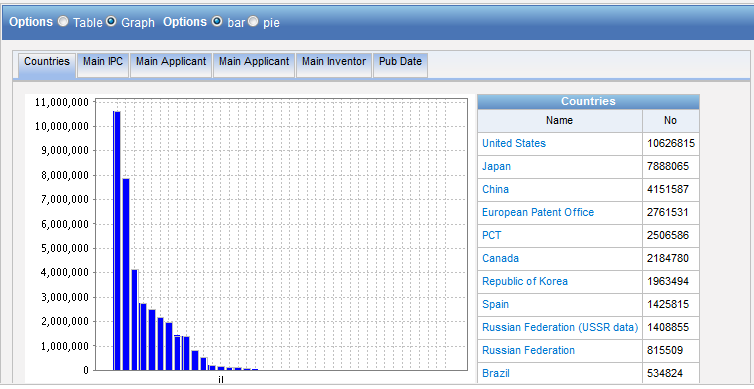 Options Table Graph Options bar pie
Countries Main IPC Main Applicant Main Applicant Main Inventor Pub Date
11,000,000
10,000,000
9,000,000
8,000,000
7,000,000
6,000,000
5,000,000
4,000,000
3,000,000
2,000,000
1,000,000
0
il
Countries
Name No
United States 10626815
Japan 7888065
China 4151587
European Patent Office 2761531
PCT 2506586
Canada 2184780
Republic of Korea 1963494
Spain 1425815
Russian Federation (USSR data) 1408855
Russian Federation 815509
Brazil 534824